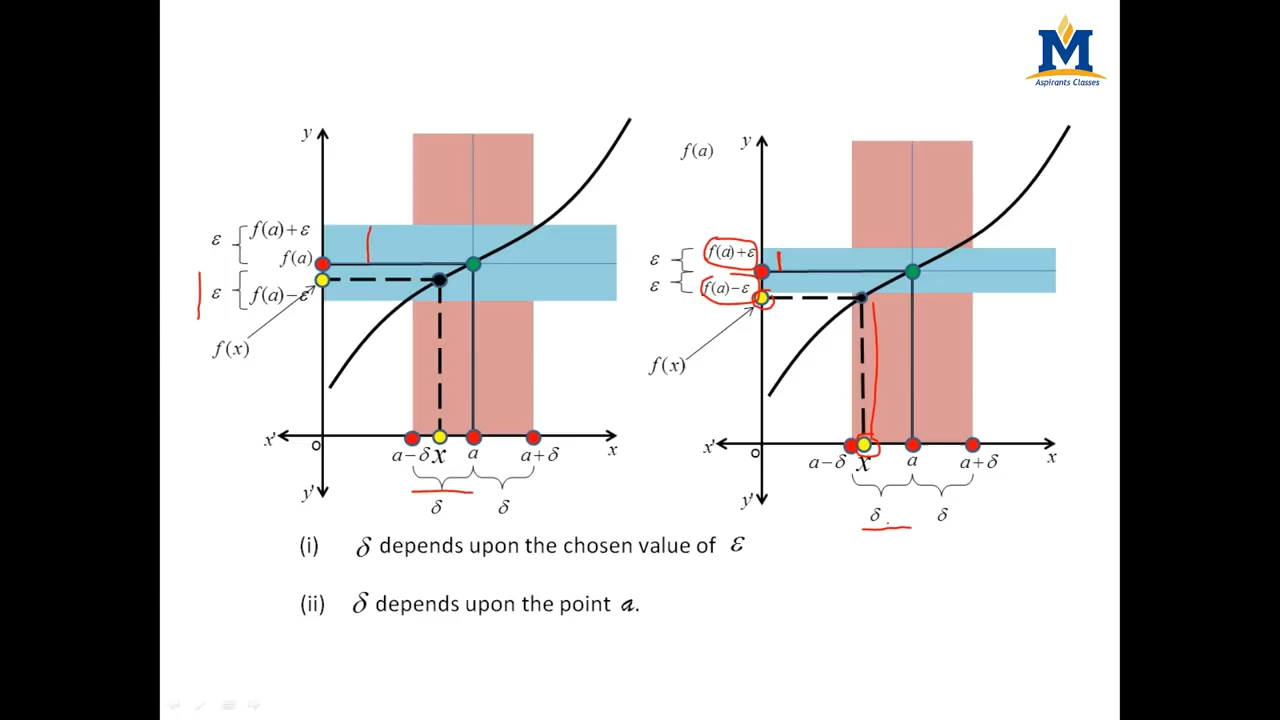 M
Aspirants Classes
y
ε
f(a)+ε
f(a)
ε
f(a)−ε
f(x)
x'
O
a−δ
x
a
a+δ
x
y'
δ
δ
y
f(a)
ε
f(a)+ε
ε
f(a)−ε
f(x)
x'
O
a−δ
x
a
a+δ
x
y'
δ
δ
(i) δ depends upon the chosen value of ε
(ii) δ depends upon the point a.